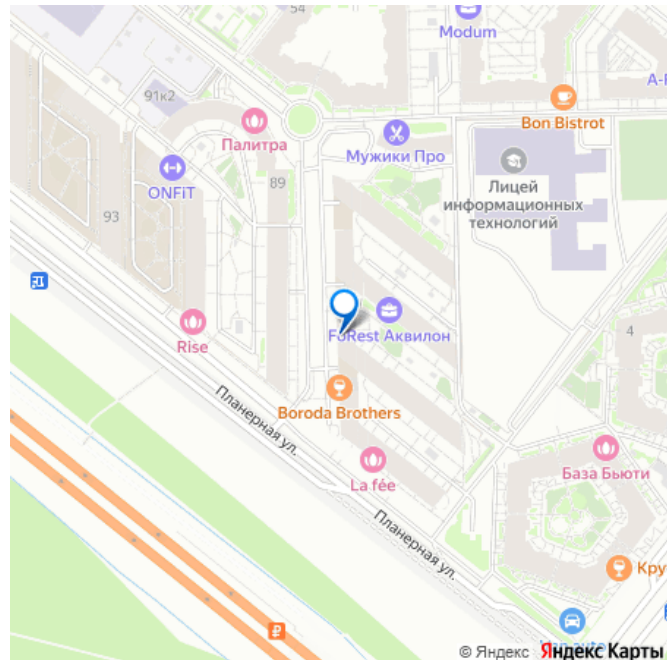 54
Modum
91к2
Палитра
Bon Bistrot
Мужики Про
ONFiT
89
Лицей
информационных
технологий
93
Rise
FoRest Аквилон
4
Boroda Brothers
Планерная ул.
La fée
База Бьюти
Планерная ул.
© Яндекс Яндекс Карты